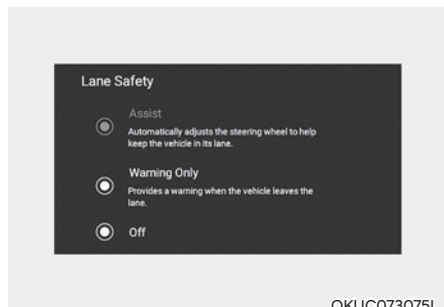 Lane Safety
Assist
Automatically adjusts the steering wheel to help
keep the vehicle in its lane.
Warning Only
Provides a warning when the vehicle leaves the
lane.
Off